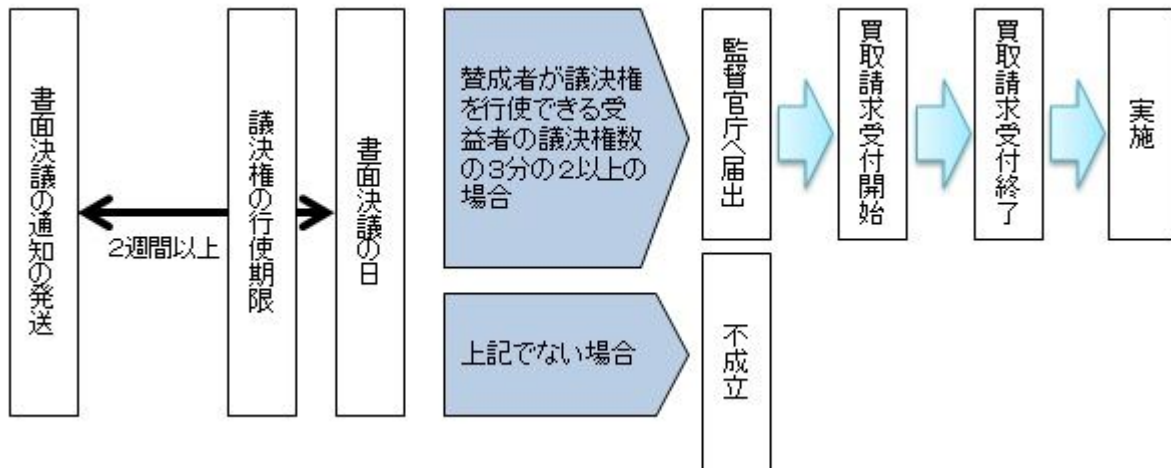 書面決議の通知の発送
2週間以上
議決権の行使期限
書面決議の日
賛成者が議決権
を行使できる受
益者の議決権数
の3分の2以上の
場合
監督官庁へ届出
買取請求受付開始
買取請求受付終了
実施
上記でない場合
不成立